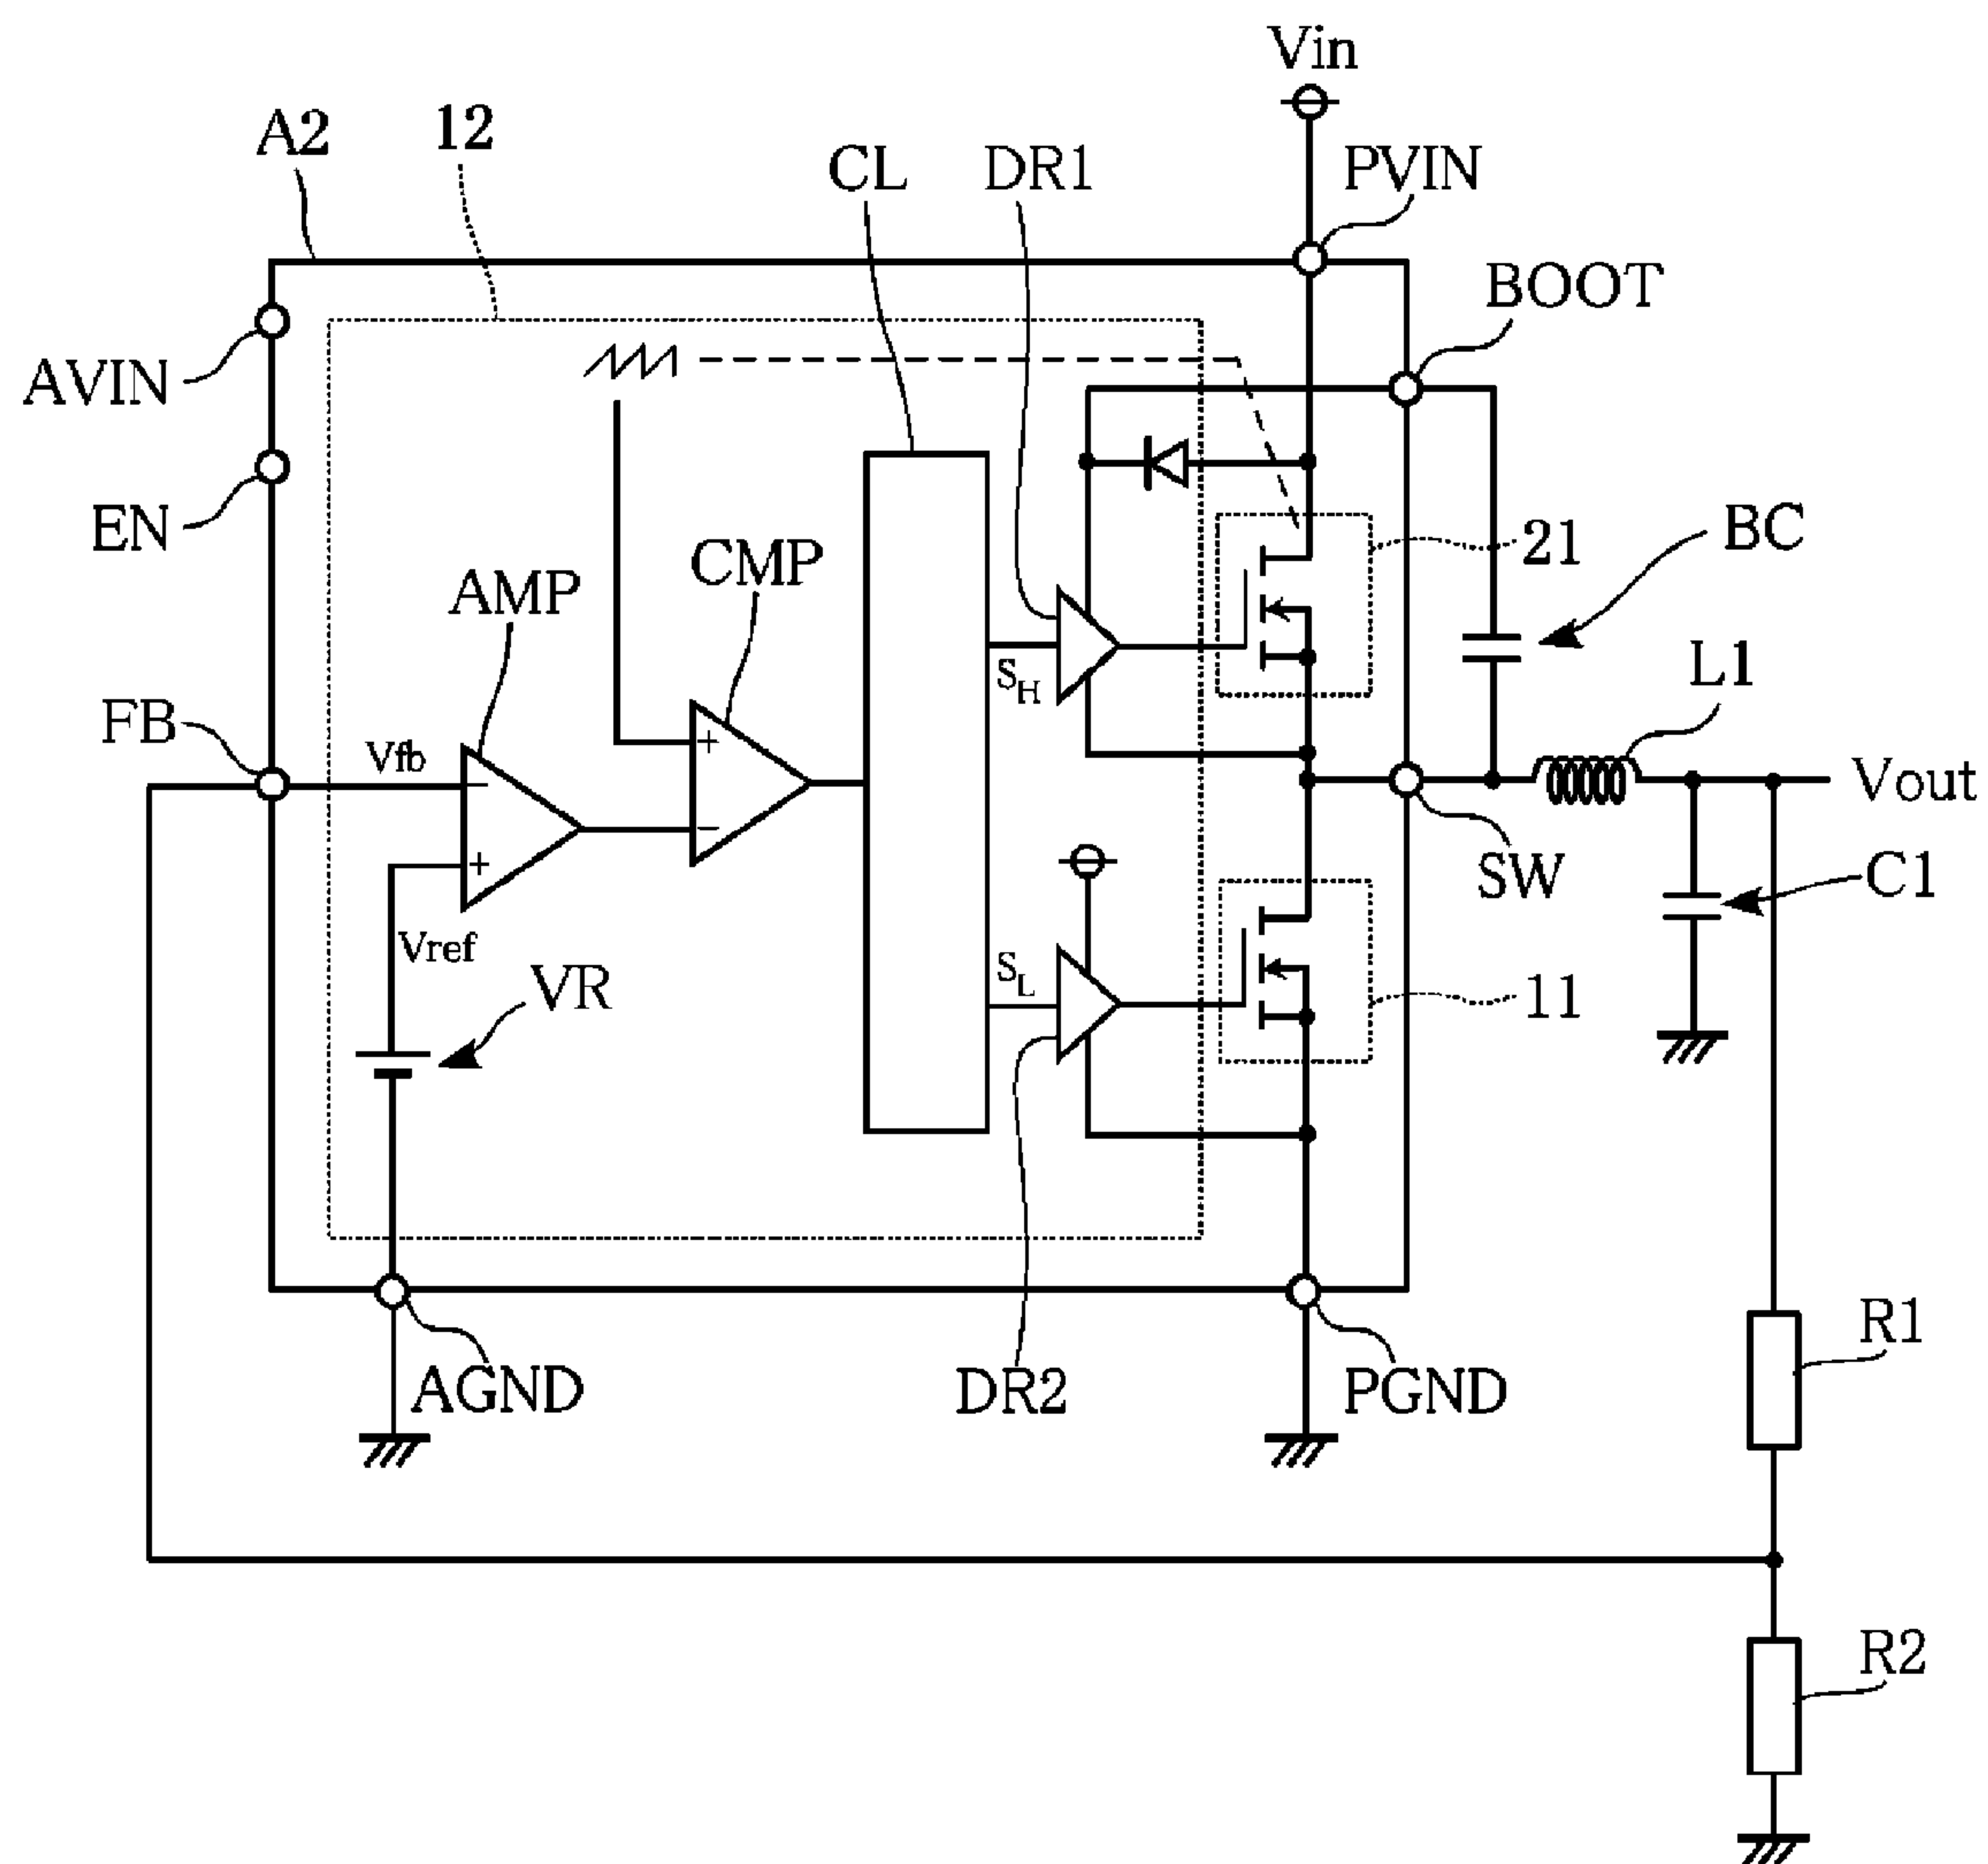 Vin
A2
12
CL
DR1
PVIN
BOOT
AVIN
EN
21
BC
AMP
CMP
L1
FB
Vfb
−
+
SH
Vout
−
+
SW
C1
Vref
VR
SL
11
R1
AGND
DR2
PGND
R2